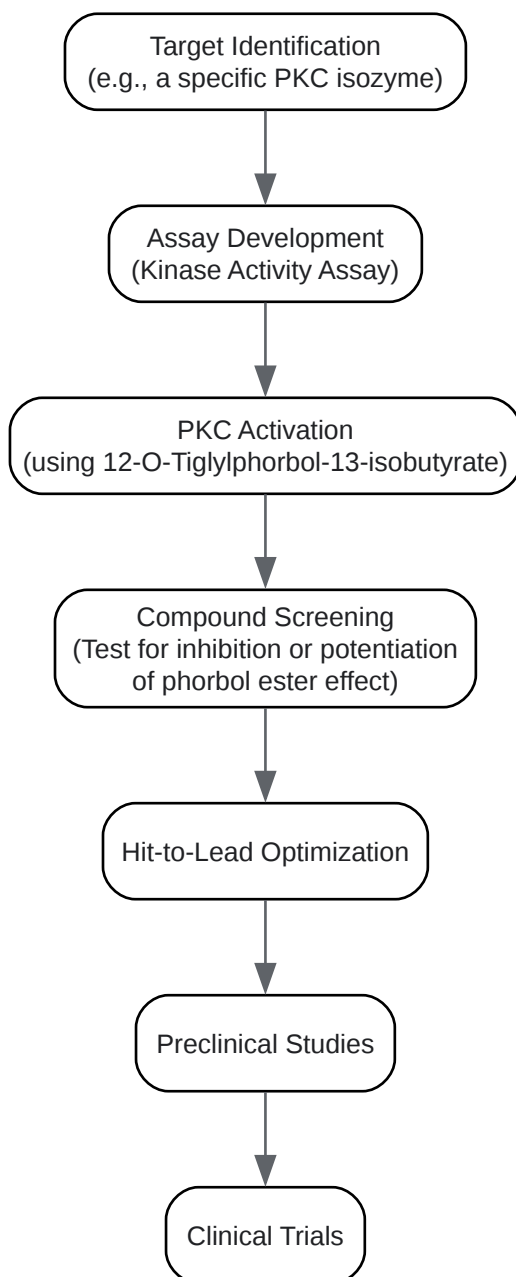 Target Identification
(e.g., a specific PKC isozyme)
Assay Development
(Kinase Activity Assay)
PKC Activation
(using 12-O-Tiglylphorbol-13-isobutyrate)
Compound Screening
(Test for inhibition or potentiation
of phorbol ester effect)
Hit-to-Lead Optimization
Preclinical Studies
Clinical Trials